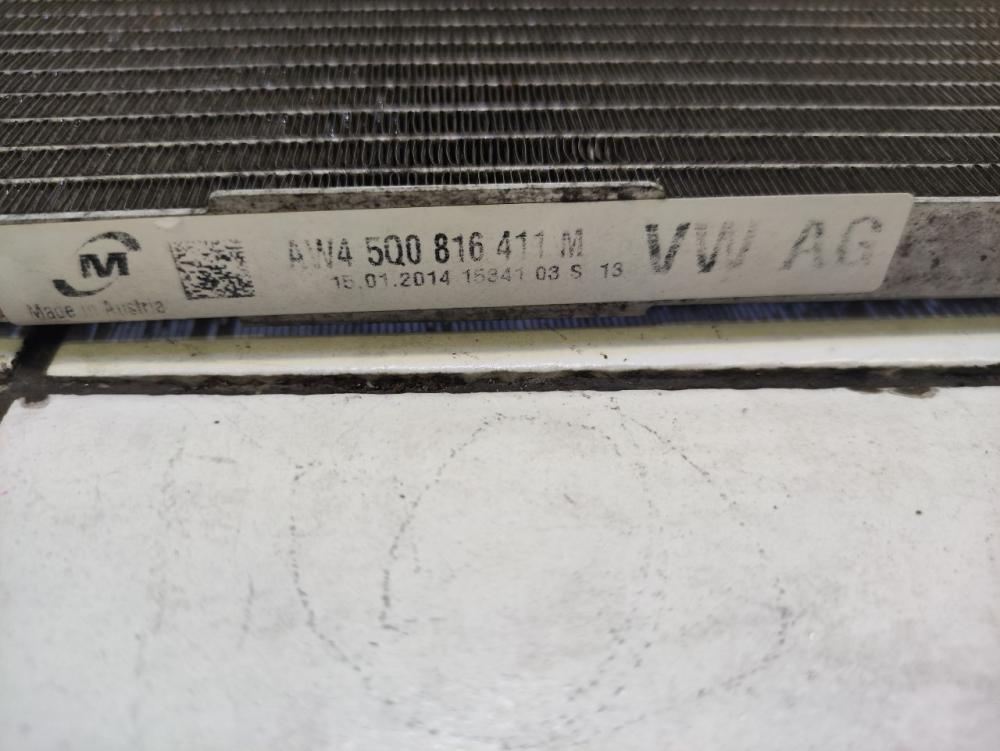 M
AW4 5Q0 816 411 M
15.01.2014 15341 03 S 13
VW AG
Made in Austria